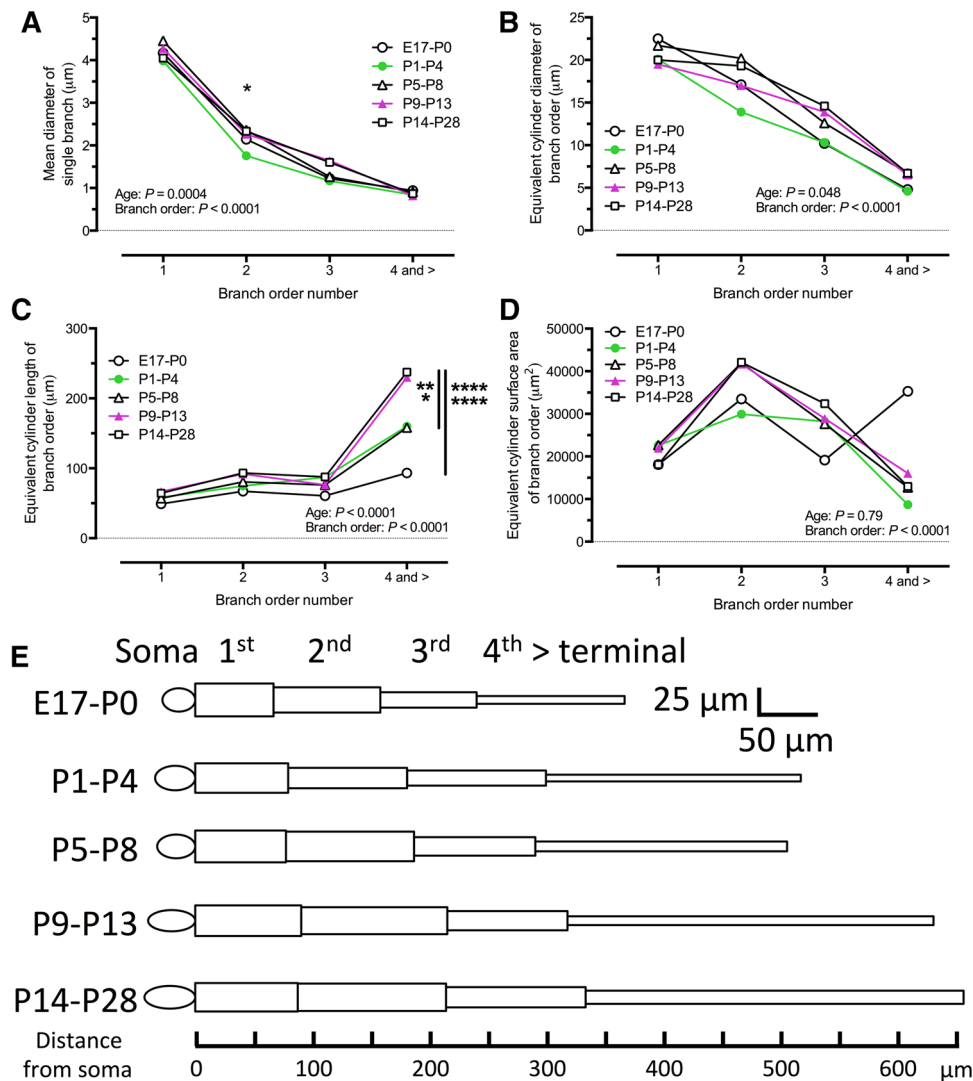 A
5
4
3
2
1
0
Mean diameter of
single branch (μm)
E17-P0
P1-P4
P5-P8
P9-P13
P14-P28
*
Age: P = 0.0004
Branch order: P < 0.0001
1 2 3 4 and >
Branch order number
B
25
20
15
10
5
0
Equivalent cylinder diameter of
branch order (μm)
E17-P0
P1-P4
P5-P8
P9-P13
P14-P28
Age: P = 0.048
Branch order: P < 0.0001
1 2 3 4 and >
Branch order number
C
300
200
100
0
Equivalent cylinder length of
branch order (μm)
E17-P0
P1-P4
P5-P8
P9-P13
P14-P28
** ****
* ****
Age: P < 0.0001
Branch order: P < 0.0001
1 2 3 4 and >
Branch order number
D
50000
40000
30000
20000
10000
0
Equivalent cylinder surface area
of branch order (μm²)
E17-P0
P1-P4
P5-P8
P9-P13
P14-P28
Age: P = 0.79
Branch order: P < 0.0001
1 2 3 4 and >
Branch order number
E
Soma 1st 2nd 3rd 4th > terminal
E17-P0
25 μm
50 μm
P1-P4
P5-P8
P9-P13
P14-P28
Distance
from soma
0 100 200 300 400 500 600 μm